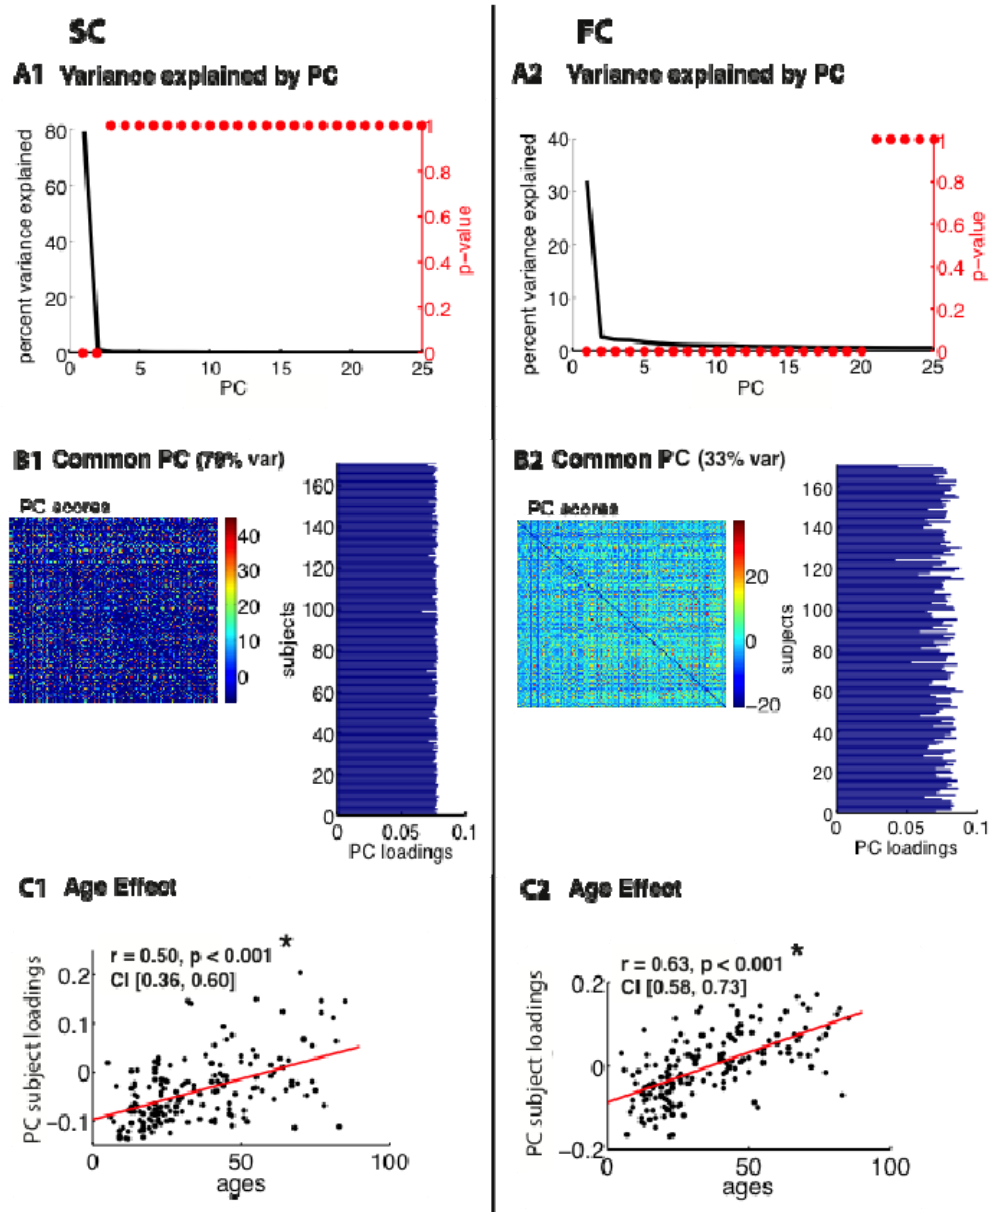 SC
A1 Variance explained by PC
percent variance explained
80
60
40
20
0
0 5 10 15 20 25
PC
1
0.8
0.6
0.4
0.2
0
p-value
FC
A2 Variance explained by PC
percent variance explained
40
30
20
10
0
0 5 10 15 20 25
PC
1
0.8
0.6
0.4
0.2
0
p-value
B1 Common PC (79% var)
PC scores
40
30
20
10
0
subjects
160
140
120
100
80
60
40
20
0
0 0.05 0.1
PC loadings
B2 Common PC (33% var)
PC scores
20
0
-20
subjects
160
140
120
100
80
60
40
20
0
0 0.05 0.1
PC loadings
C1 Age Effect
*
r = 0.50, p < 0.001
CI [0.36, 0.60]
PC subject loadings
0.2
0.1
0
-0.1
0 50 100
ages
C2 Age Effect
*
r = 0.63, p < 0.001
CI [0.58, 0.73]
PC subject loadings
0.2
0
-0.2
0 50 100
ages